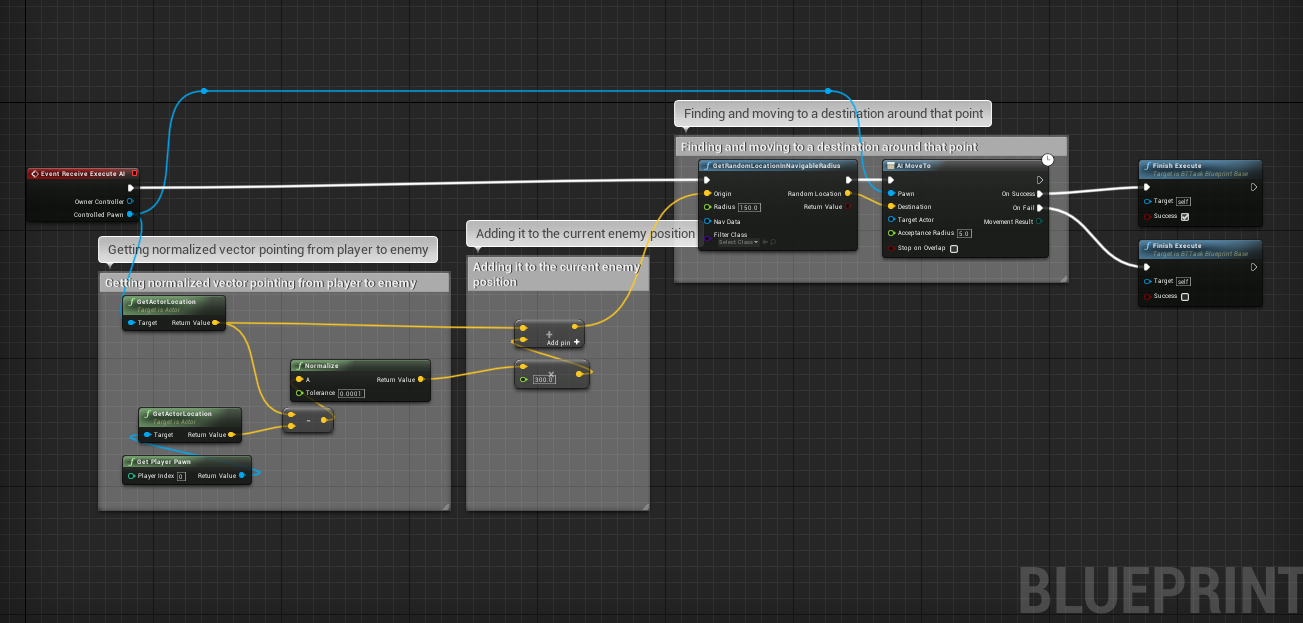 Finding and moving to a destination around that point
Finding and moving to a destination around that point
Event Receive Execute AI
Owner Controller
Controlled Pawn
GetRandomLocationInNavigableRadius
Origin
Random Location
Radius 150.0
Return Value
Nav Data
Filter Class
Select Class
AI MoveTo
Pawn
On Success
Destination
On Fail
Target Actor
Movement Result
Acceptance Radius 5.0
Stop on Overlap
Finish Execute
Target is BTTask Blueprint Base
Target self
Success
Finish Execute
Target is BTTask Blueprint Base
Target self
Success
Getting normalized vector pointing from player to enemy
Getting normalized vector pointing from player to enemy
GetActorLocation
Target is Actor
Target
Return Value
Normalize
A
Return Value
Tolerance 0.0001
-
GetActorLocation
Target is Actor
Target
Return Value
Get Player Pawn
Player Index 0
Return Value
Adding it to the current enemy position
Adding it to the current enemy
position
+
Add pin +
×
300.0
BLUEPRINT